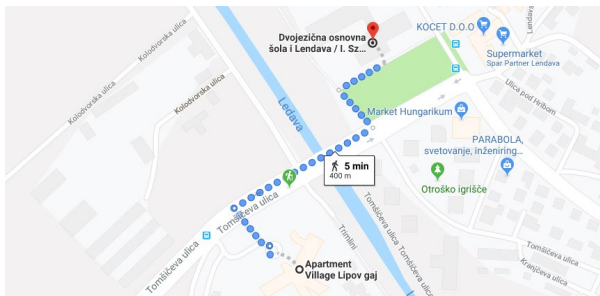 KOCET D.O.O
Lendava
Dvojezična osnovna
šola i Lendava / I. Sz...
Supermarket
Spar Partner Lendava
Kolodvorska ulica
Kolodvorska ulica
Ulica pod Hribom
Ledava
Market Hungarikum
PARABOLA,
svetovanje, inženiring...
5 min
400 m
Otroško igrišče
Tomšičeva ulica
Tomšičeva ulica
Trimlini
Tomšičeva ulica
Tomšičeva ulica
Kranjčeva ulica
Apartment
Village Lipov gaj
Tomšičeva ulica